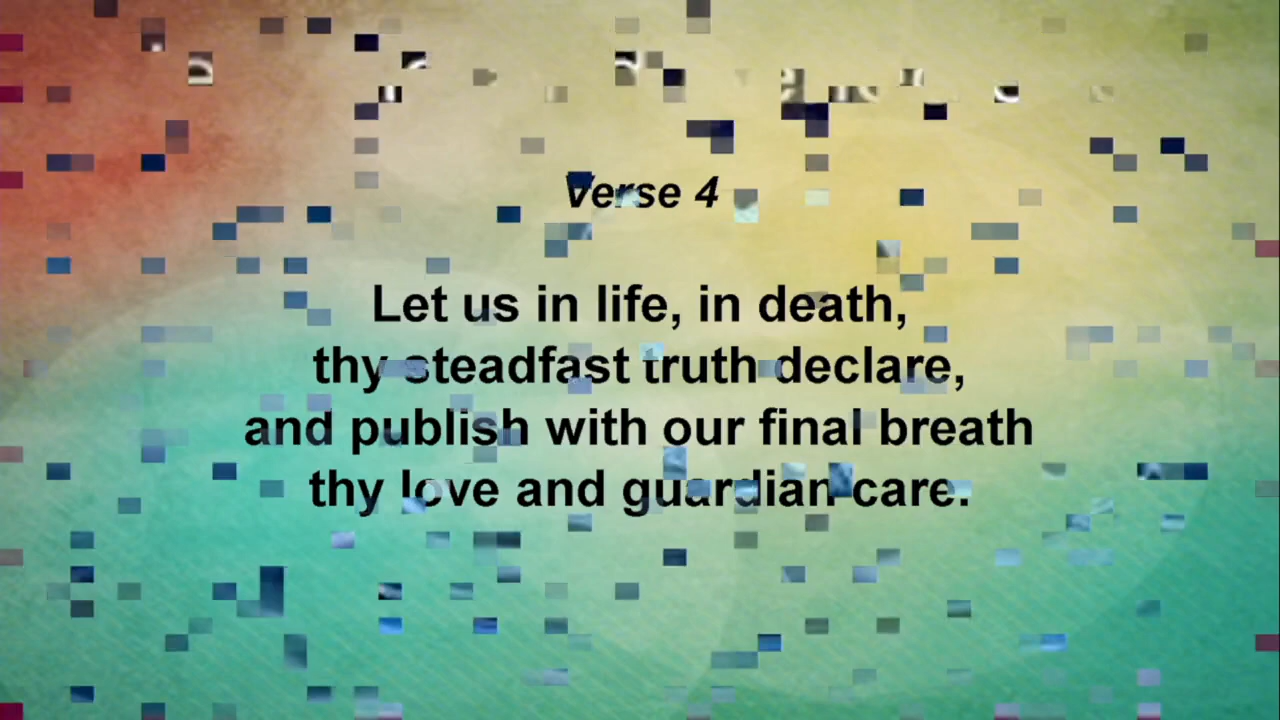 Verse 4
Let us in life, in death,
thy steadfast truth declare,
and publish with our final breath
thy love and guardian care.